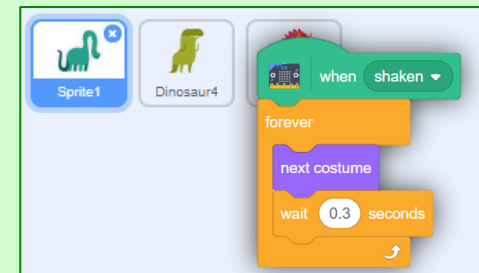 Sprite1
Dinosaur4
when shaken
forever
next costume
wait 0.3 seconds